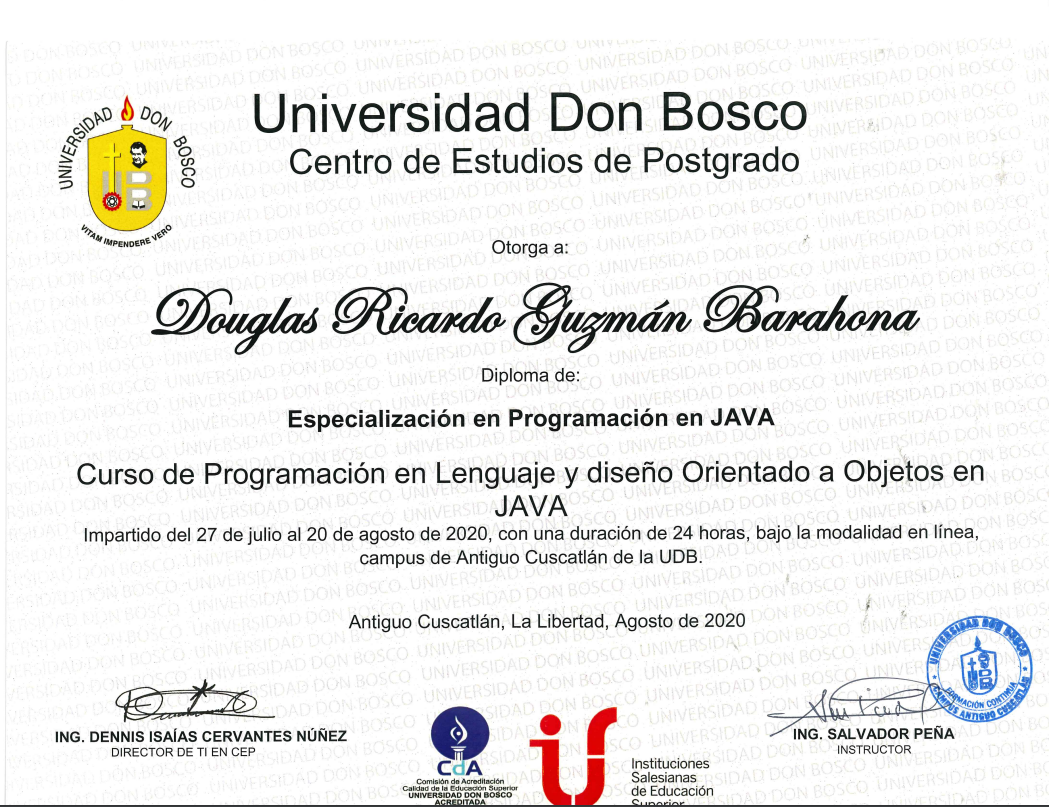 Universidad Don Bosco
Centro de Estudios de Postgrado
UNIVERSIDAD DON BOSCO
UDB
VITAM IMPENDERE VERO
Otorga a:
Douglas Ricardo Guzmán Barahona
Diploma de:
Especialización en Programación en JAVA
Curso de Programación en Lenguaje y diseño Orientado a Objetos en
JAVA
Impartido del 27 de julio al 20 de agosto de 2020, con una duración de 24 horas, bajo la modalidad en línea,
campus de Antiguo Cuscatlán de la UDB.
Antiguo Cuscatlán, La Libertad, Agosto de 2020
UNIVERSIDAD DON BOSCO
UDB
FORMACIÓN CONTINUA
CAMPUS ANTIGUO CUSCATLÁN
ING. DENNIS ISAÍAS CERVANTES NÚÑEZ
DIRECTOR DE TI EN CEP
ING. SALVADOR PEÑA
INSTRUCTOR
CdA
Comisión de Acreditación
Calidad de la Educación Superior
UNIVERSIDAD DON BOSCO
ACREDITADA
Instituciones
Salesianas
de Educación
Superior